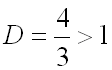 D = 4/3 > 1